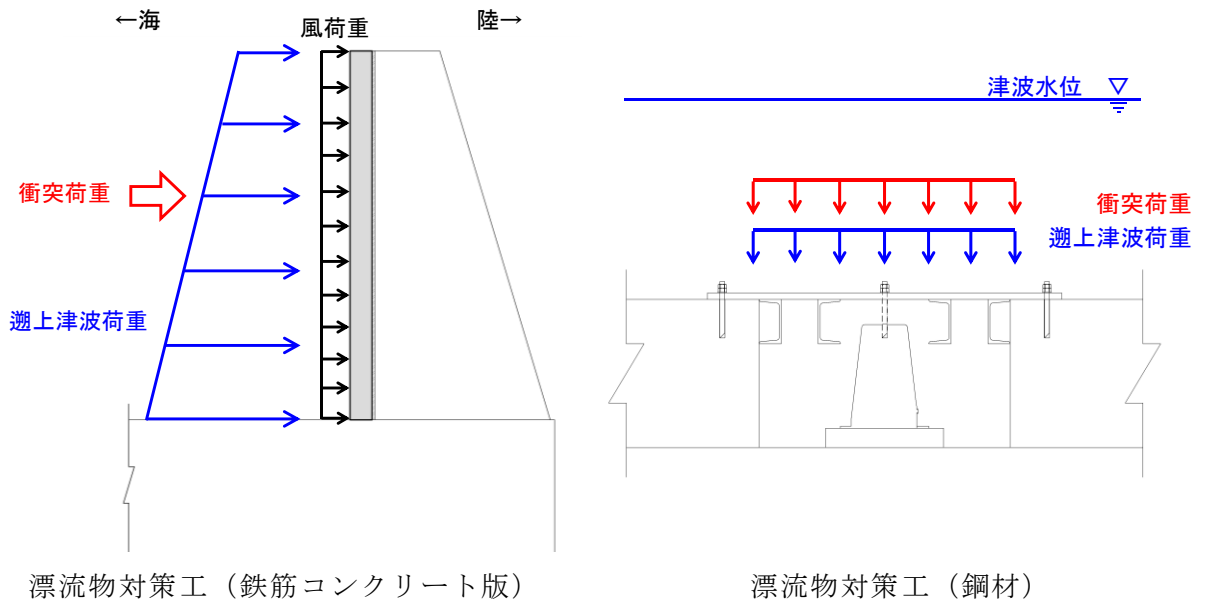 ←海
風荷重
陸→
衝突荷重
遡上津波荷重
漂流物対策工（鉄筋コンクリート版）
津波水位
衝突荷重
遡上津波荷重
漂流物対策工（鋼材）